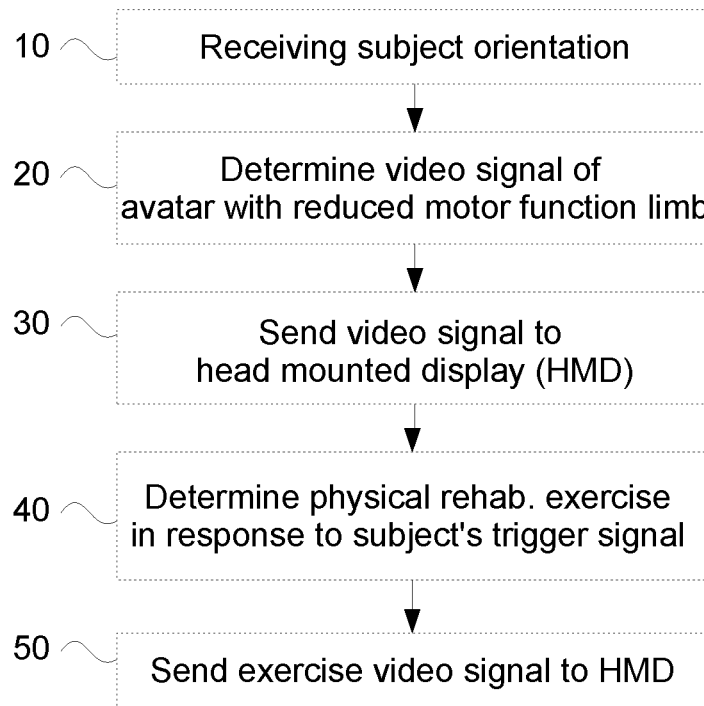 10 Receiving subject orientation
20 Determine video signal of
avatar with reduced motor function limb
30 Send video signal to
head mounted display (HMD)
40 Determine physical rehab. exercise
in response to subject's trigger signal
50 Send exercise video signal to HMD